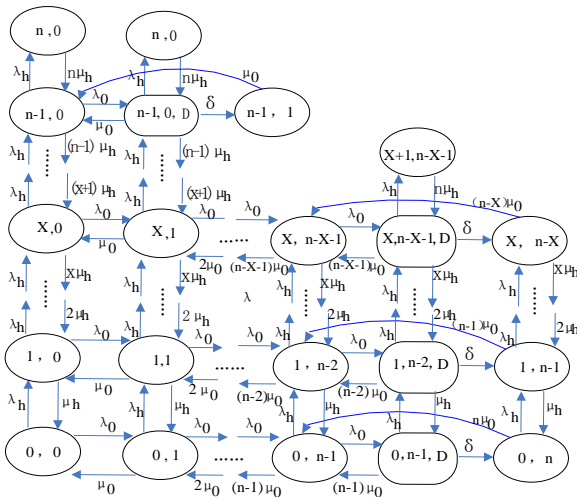 n,0 n,0
λh nμh λh nμh μ0
n-1,0 λ0 μ0 n-1,0,D δ n-1, 1
λh (n-1) μh λh (n-1) μh
X+1,n-X-1
λh (x+1) μh λh (x+1) μh λh nμh (n-X)μ0
X,0 λ0 μ0 X,1 λ0 λ0 X,n-X-1 λ0 X,n-X-1,D δ X, n-X
...... 2μ0 (n-X-1)μ0 (n-X-1)μ0
λh Xμh λh Xμh λ λh Xμh λh Xμh λh Xμh
λh 2μh λh 2μh 2μh λh 2μh (n-1)μ0 λh 2μh
1, 0 λ0 μ0 1,1 λ0 λ0 1,n-2 λ0 1,n-2,D δ 1,n-1
...... 2μ0 (n-2)μ0 (n-2)μ0
λh μh λh μh λh μh λh μh nμ0 λh μh
0, 0 λ0 0,1 λ0 λ0 0,n-1 λ0 0,n-1,D δ 0, n
...... μ0 2μ0 (n-1)μ0 (n-1)μ0